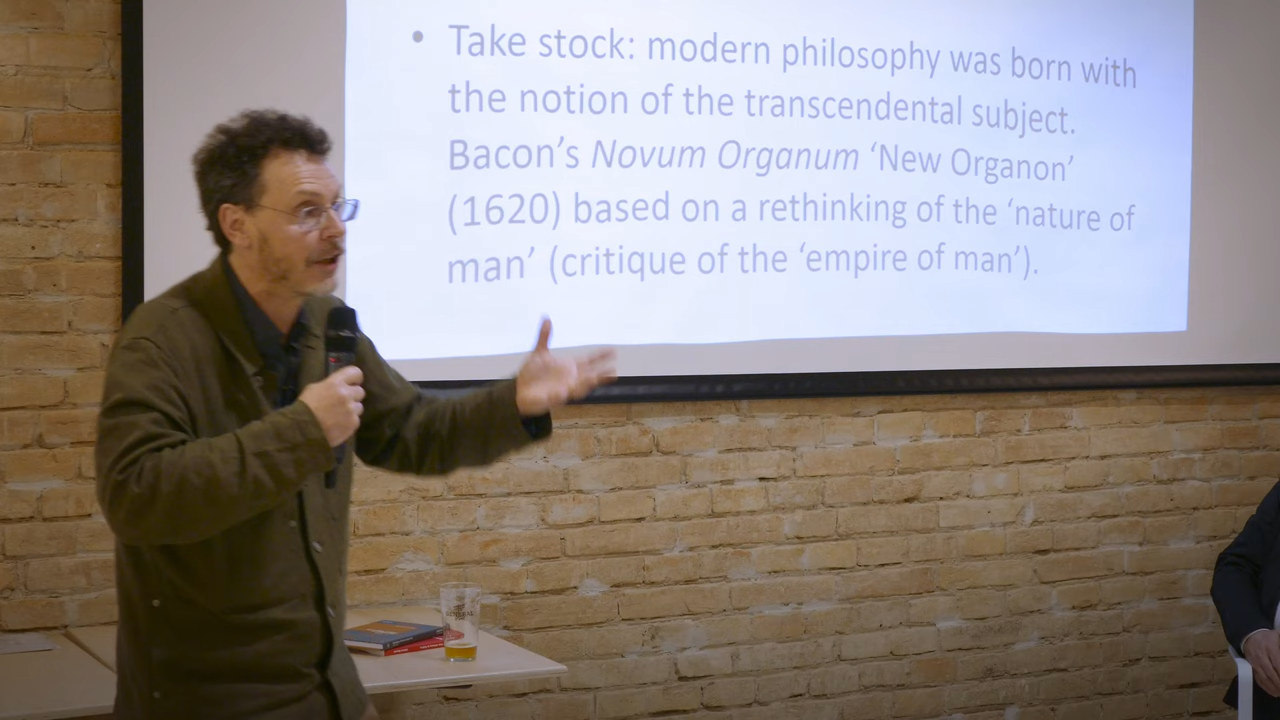 • Take stock: modern philosophy was born with
the notion of the transcendental subject.
Bacon’s Novum Organum ‘New Organon’
(1620) based on a rethinking of the ‘nature of
man’ (critique of the ‘empire of man’).